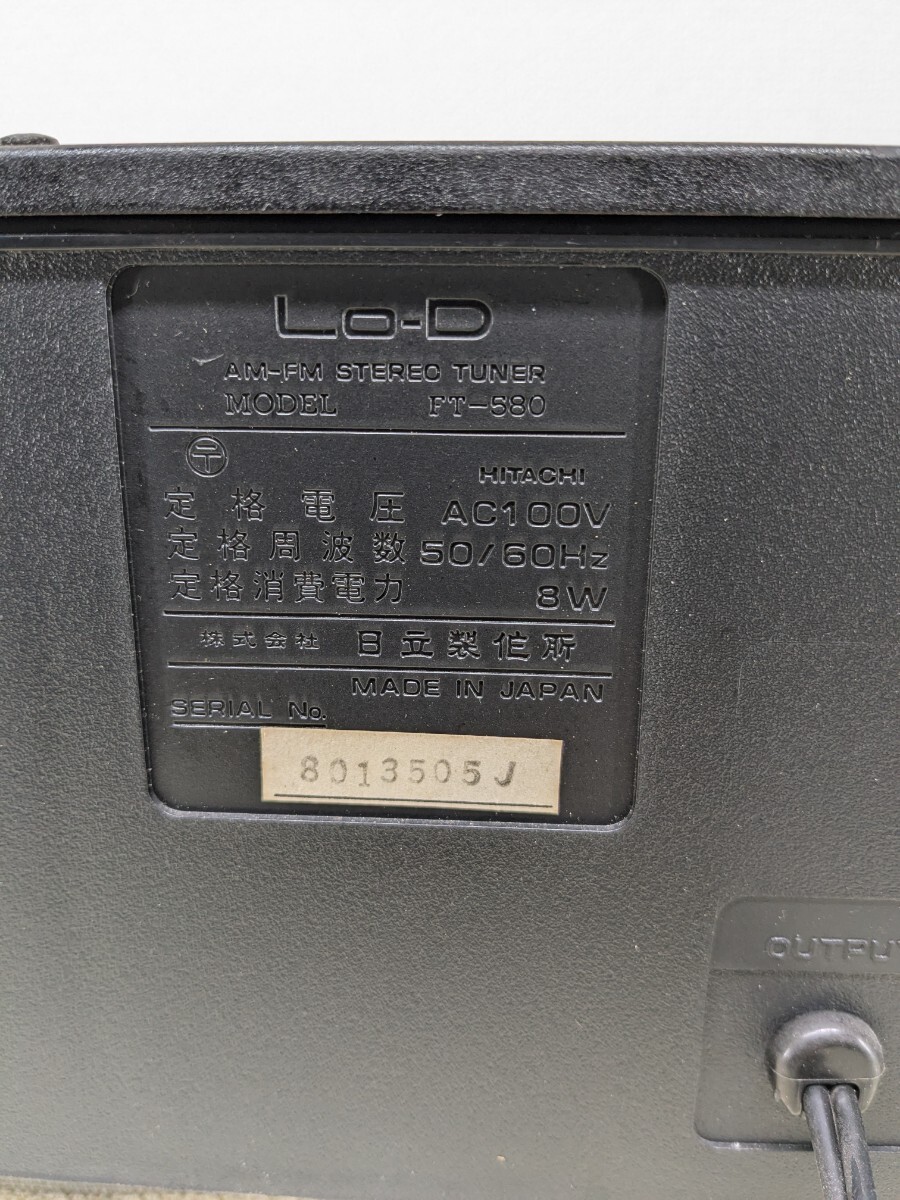 Lo-D
AM-FM STEREO TUNER
MODEL FT-580
〒
HITACHI
定格電圧 AC100V
定格周波数 50/60Hz
定格消費電力 8W
株式会社 日立製作所
MADE IN JAPAN
SERIAL No.
8013505J
OUTPU